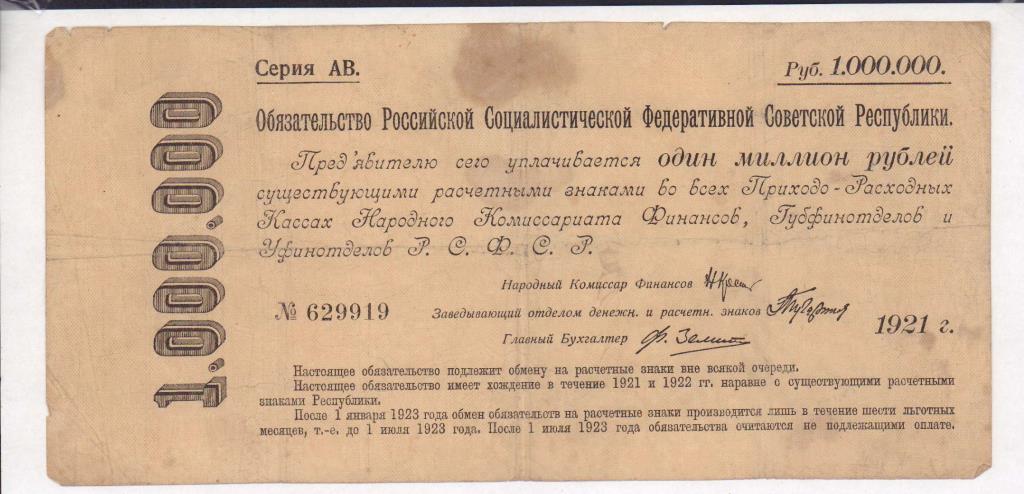 1.000.000
Серия АВ.
Руб. 1.000.000.
Обязательство Российской Социалистической Федеративной Советской Республики.
Пред'явителю сего уплачивается один миллион рублей
существующими расчетными знаками во всех Приходо-Расходных
Кассах Народного Комиссариата Финансов, Губфинотделов и
Уфинотделов Р. С. Ф. С. Р.
Народный Комиссар Финансов
№ 629919
Заведывающий отделом денежн. и расчетн. знаков
1921 г.
Главный Бухгалтер
Настоящее обязательство подлежит обмену на расчетные знаки вне всякой очереди.
Настоящее обязательство имеет хождение в течение 1921 и 1922 гг. наравне с существующими расчетными
знаками Республики.
После 1 января 1923 года обмен обязательств на расчетные знаки производится лишь в течение шести льготных
месяцев, т.-е. до 1 июля 1923 года. После 1 июля 1923 года обязательства считаются не подлежащими оплате.